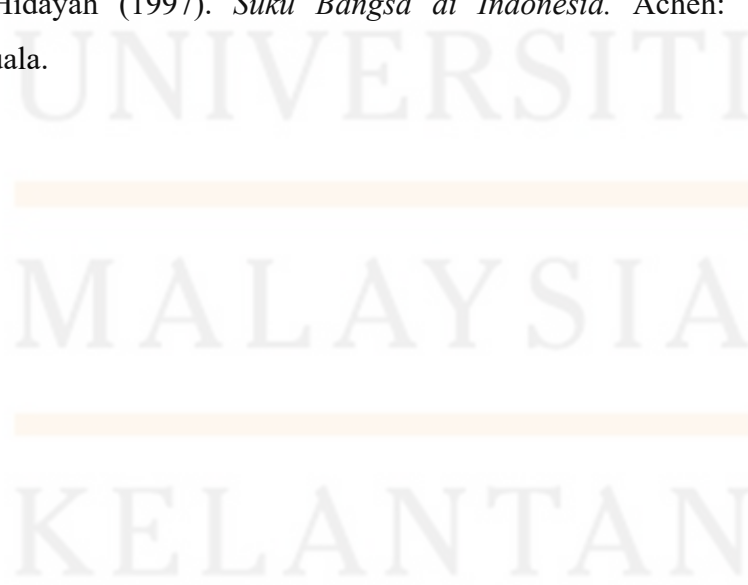 Hidayah (1997). Suku Bangsa di Indonesia. Acheh:
uala.
UNIVERSITI
MALAYSIA
KELANTAN